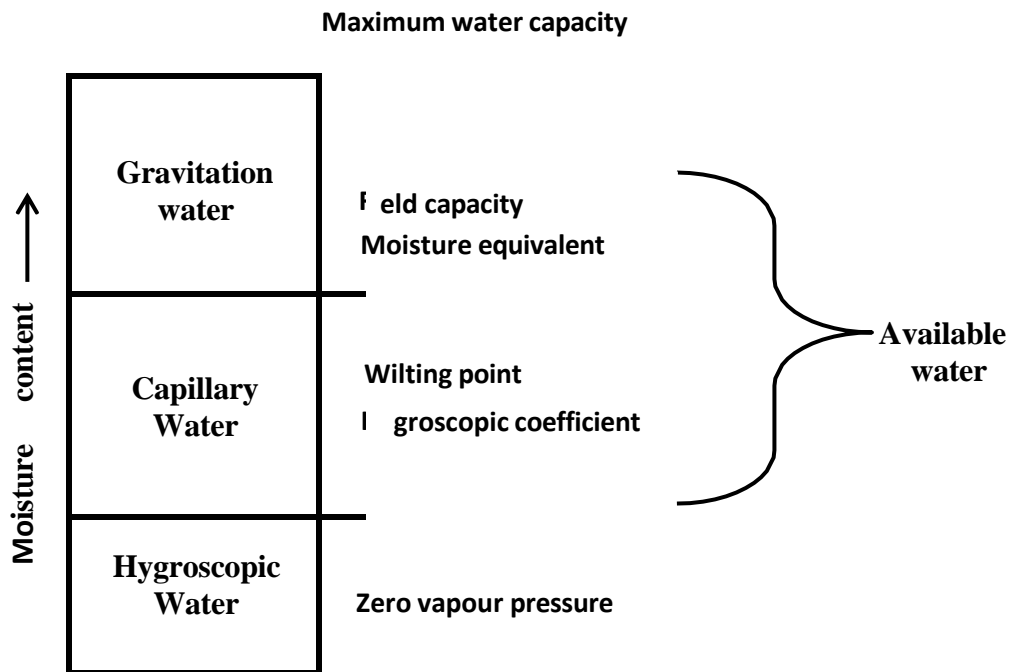 Maximum water capacity
Gravitation
water
eld capacity
Moisture equivalent
Moisture content
Capillary
Water
Wilting point
groscopic coefficient
Available
water
Hygroscopic
Water
Zero vapour pressure